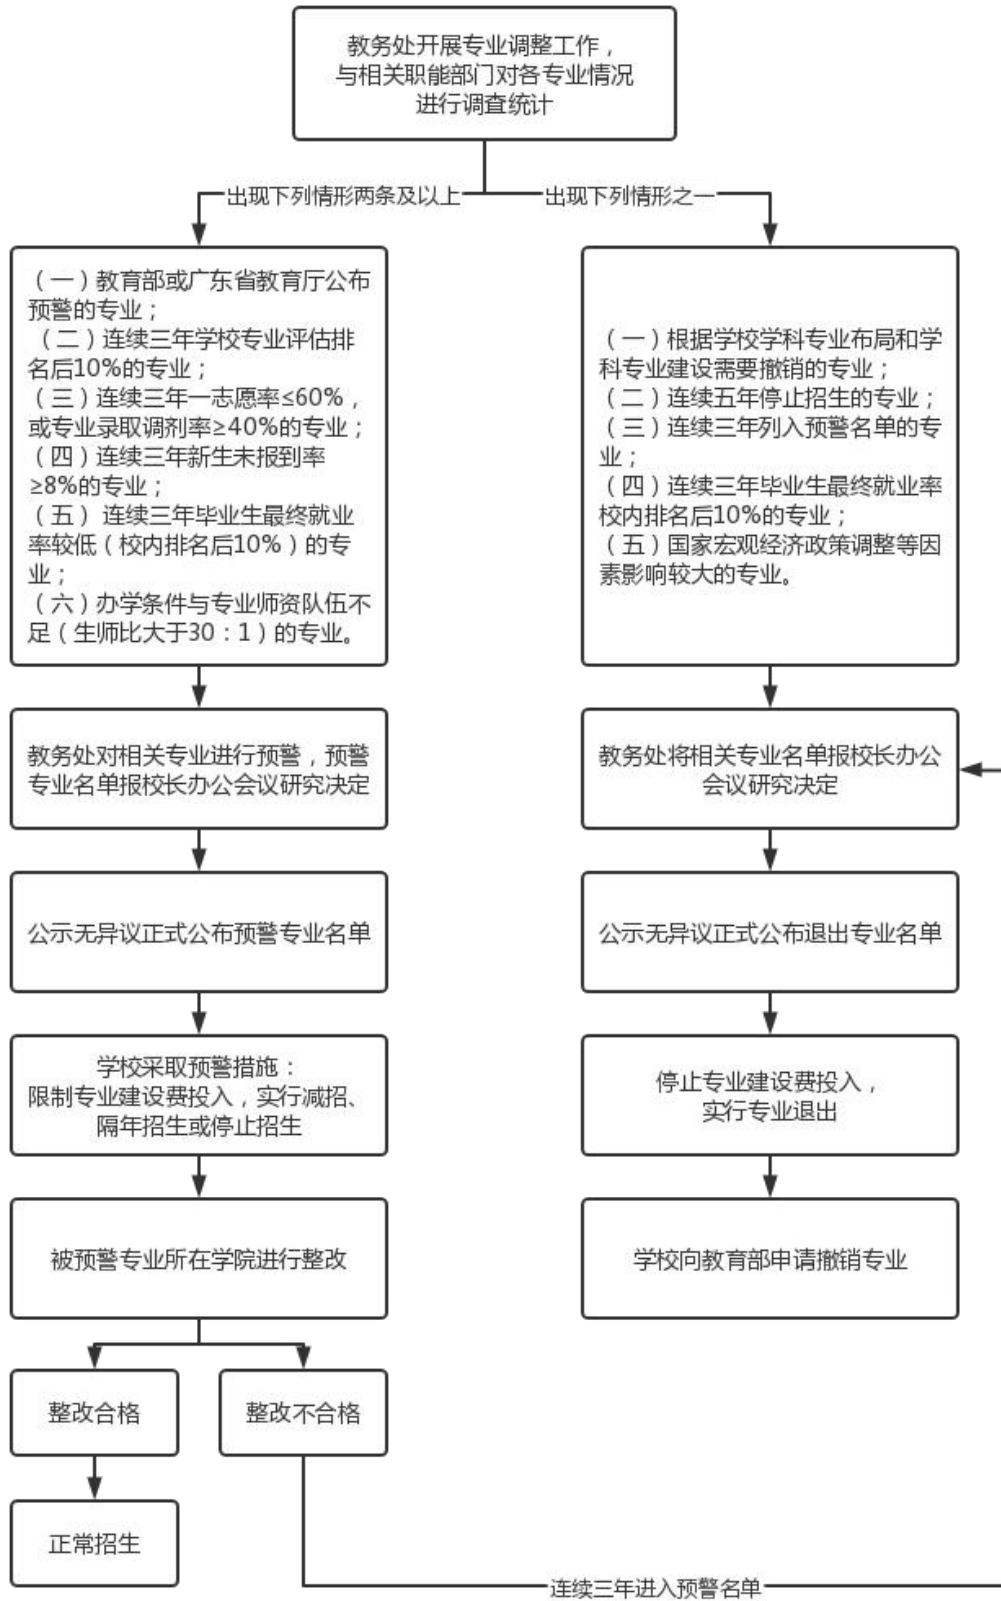 教务处开展专业调整工作，
与相关职能部门对各专业情况
进行调查统计
出现下列情形两条及以上
出现下列情形之一
（一）教育部或广东省教育厅公布
预警的专业；
（二）连续三年学校专业评估排
名后10%的专业；
（三）连续三年一志愿率≤60%，
或专业录取调剂率≥40%的专业；
（四）连续三年新生未报到率
≥8%的专业；
（五） 连续三年毕业生最终就业
率较低（校内排名后10%）的专
业；
（六）办学条件与专业师资队伍不
足（生师比大于30：1）的专业。
（一）根据学校学科专业布局和学
科专业建设需要撤销的专业；
（二）连续五年停止招生的专业；
（三）连续三年列入预警名单的专
业；
（四）连续三年毕业生最终就业率
校内排名后10%的专业；
（五）国家宏观经济政策调整等因
素影响较大的专业。
教务处对相关专业进行预警，预警
专业名单报校长办公会议研究决定
教务处将相关专业名单报校长办公
会议研究决定
公示无异议正式公布预警专业名单
公示无异议正式公布退出专业名单
学校采取预警措施：
限制专业建设费投入，实行减招、
隔年招生或停止招生
停止专业建设费投入，
实行专业退出
被预警专业所在学院进行整改
学校向教育部申请撤销专业
整改合格
整改不合格
正常招生
连续三年进入预警名单